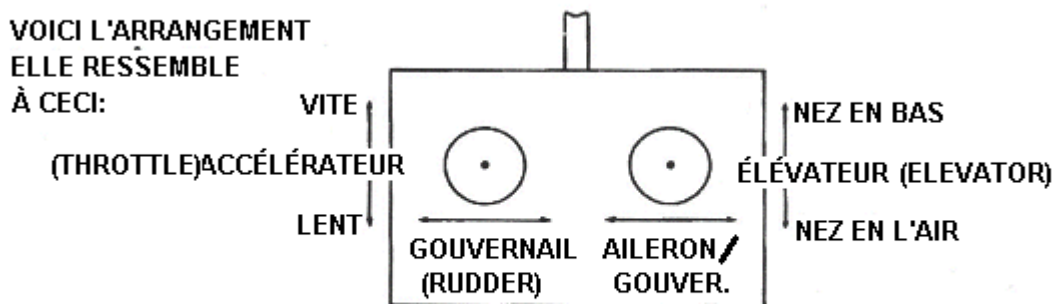 VOICI L'ARRANGEMENT
ELLE RESSEMBLE
À CECI:
VITE
(THROTTLE)ACCÉLÉRATEUR
LENT
GOUVERNAIL
(RUDDER)
AILERON/
GOUVER.
NEZ EN BAS
ÉLÉVATEUR (ELEVATOR)
NEZ EN L'AIR